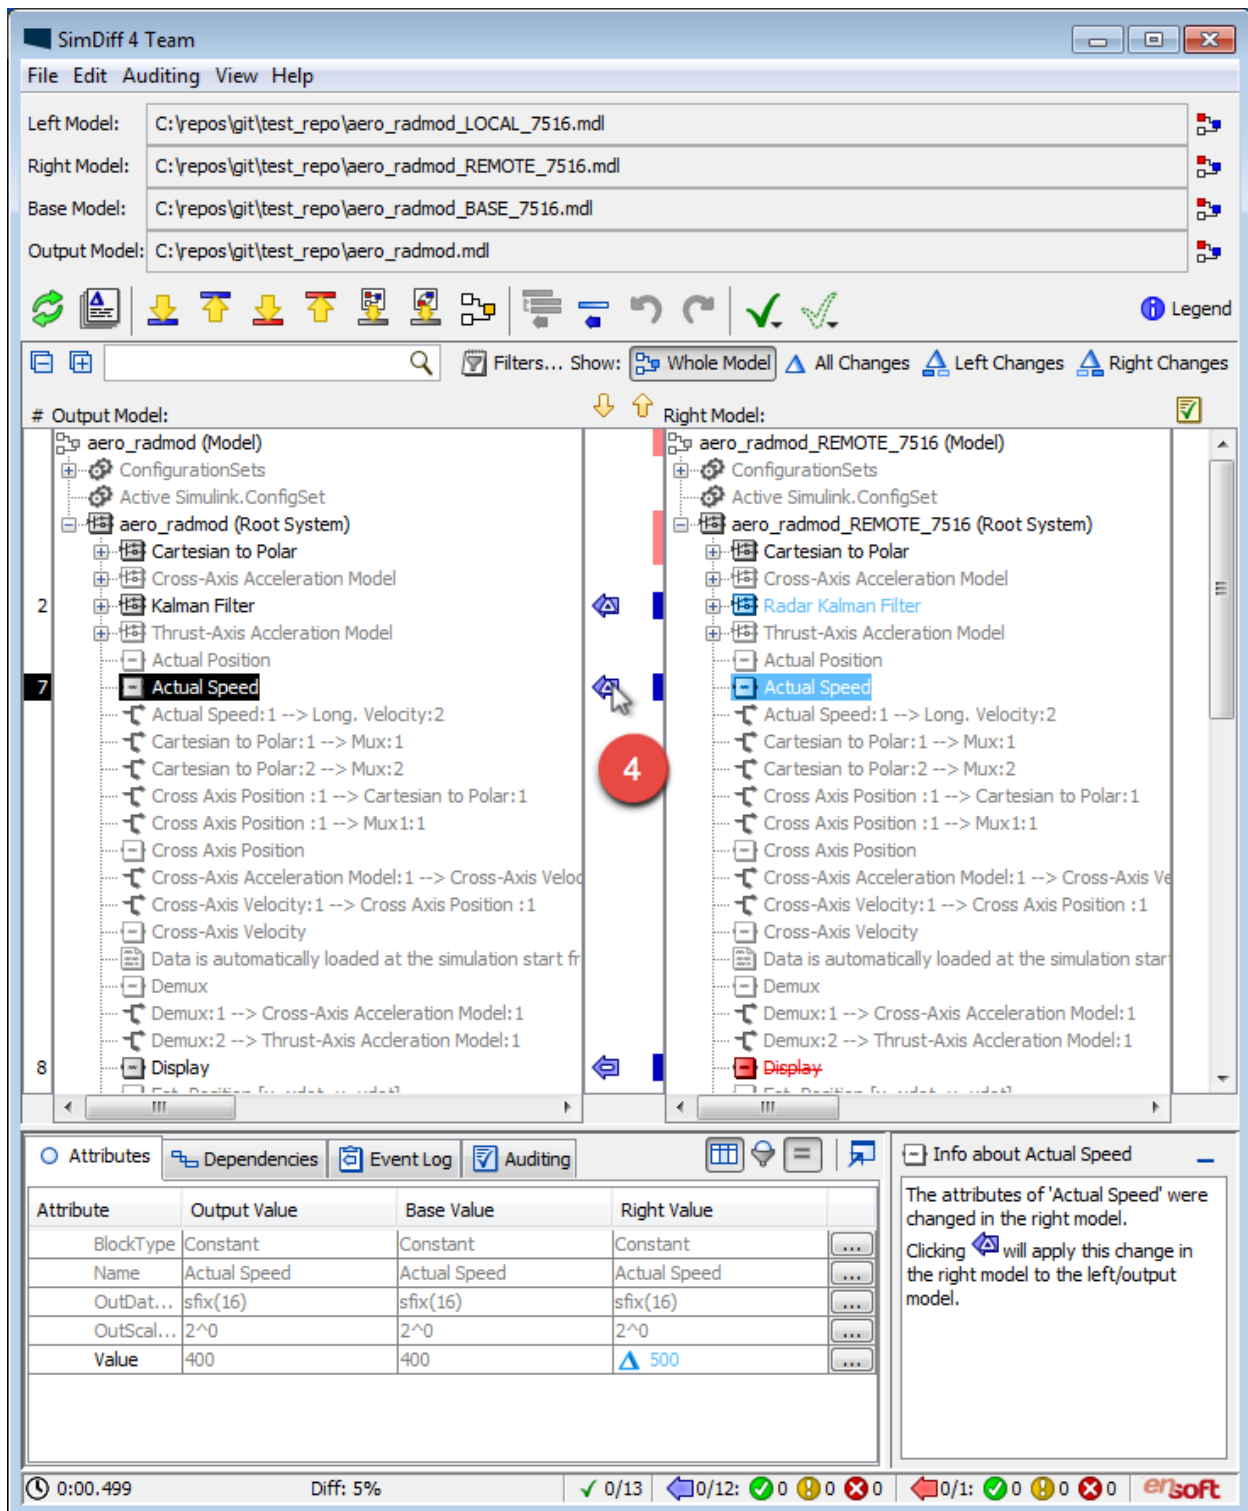 SimDiff 4 Team
File Edit Auditing View Help
Left Model: C:\repos\git\test_repo\aero_radmod_LOCAL_7516.mdl
Right Model: C:\repos\git\test_repo\aero_radmod_REMOTE_7516.mdl
Base Model: C:\repos\git\test_repo\aero_radmod_BASE_7516.mdl
Output Model: C:\repos\git\test_repo\aero_radmod.mdl
Legend
Filters... Show: Whole Model All Changes Left Changes Right Changes
# Output Model: Right Model:
aero_radmod (Model) aero_radmod_REMOTE_7516 (Model)
ConfigurationSets ConfigurationSets
Active Simulink.ConfigSet Active Simulink.ConfigSet
aero_radmod (Root System) aero_radmod_REMOTE_7516 (Root System)
Cartesian to Polar Cartesian to Polar
Cross-Axis Acceleration Model Cross-Axis Acceleration Model
2 Kalman Filter Radar Kalman Filter
Thrust-Axis Accleration Model Thrust-Axis Accleration Model
Actual Position Actual Position
7 Actual Speed Actual Speed
Actual Speed:1 --> Long. Velocity:2 Actual Speed:1 --> Long. Velocity:2
Cartesian to Polar:1 --> Mux:1 Cartesian to Polar:1 --> Mux:1
Cartesian to Polar:2 --> Mux:2 4 Cartesian to Polar:2 --> Mux:2
Cross Axis Position :1 --> Cartesian to Polar:1 Cross Axis Position :1 --> Cartesian to Polar:1
Cross Axis Position :1 --> Mux1:1 Cross Axis Position :1 --> Mux1:1
Cross Axis Position Cross Axis Position
Cross-Axis Acceleration Model:1 --> Cross-Axis Veloc Cross-Axis Acceleration Model:1 --> Cross-Axis Ve
Cross-Axis Velocity:1 --> Cross Axis Position :1 Cross-Axis Velocity:1 --> Cross Axis Position :1
Cross-Axis Velocity Cross-Axis Velocity
Data is automatically loaded at the simulation start fr Data is automatically loaded at the simulation star
Demux Demux
Demux:1 --> Cross-Axis Acceleration Model:1 Demux:1 --> Cross-Axis Acceleration Model:1
Demux:2 --> Thrust-Axis Accleration Model:1 Demux:2 --> Thrust-Axis Accleration Model:1
8 Display Display
Attributes Dependencies Event Log Auditing
Attribute Output Value Base Value Right Value
BlockType Constant Constant Constant ...
Name Actual Speed Actual Speed Actual Speed ...
OutDat... sfix(16) sfix(16) sfix(16) ...
OutScal... 2^0 2^0 2^0 ...
Value 400 400 500 ...
Info about Actual Speed
The attributes of 'Actual Speed' were
changed in the right model.
Clicking will apply this change in
the right model to the left/output
model.
0:00.499 Diff: 5% 0/13 0/12: 0 0 0 0/1: 0 0 0 ensoft